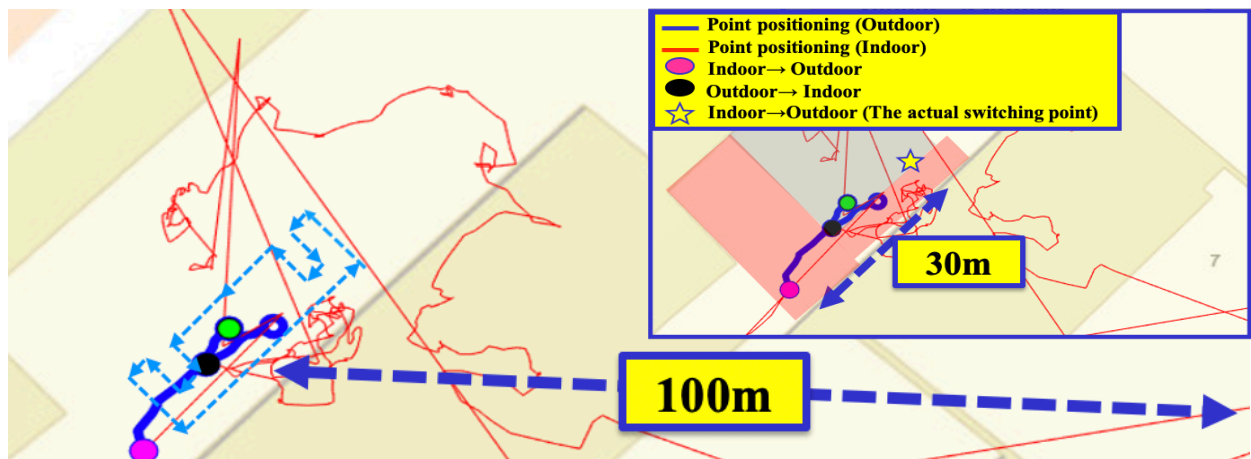 Point positioning (Outdoor)
Point positioning (Indoor)
Indoor→ Outdoor
Outdoor→ Indoor
Indoor→Outdoor (The actual switching point)
30m
7
100m